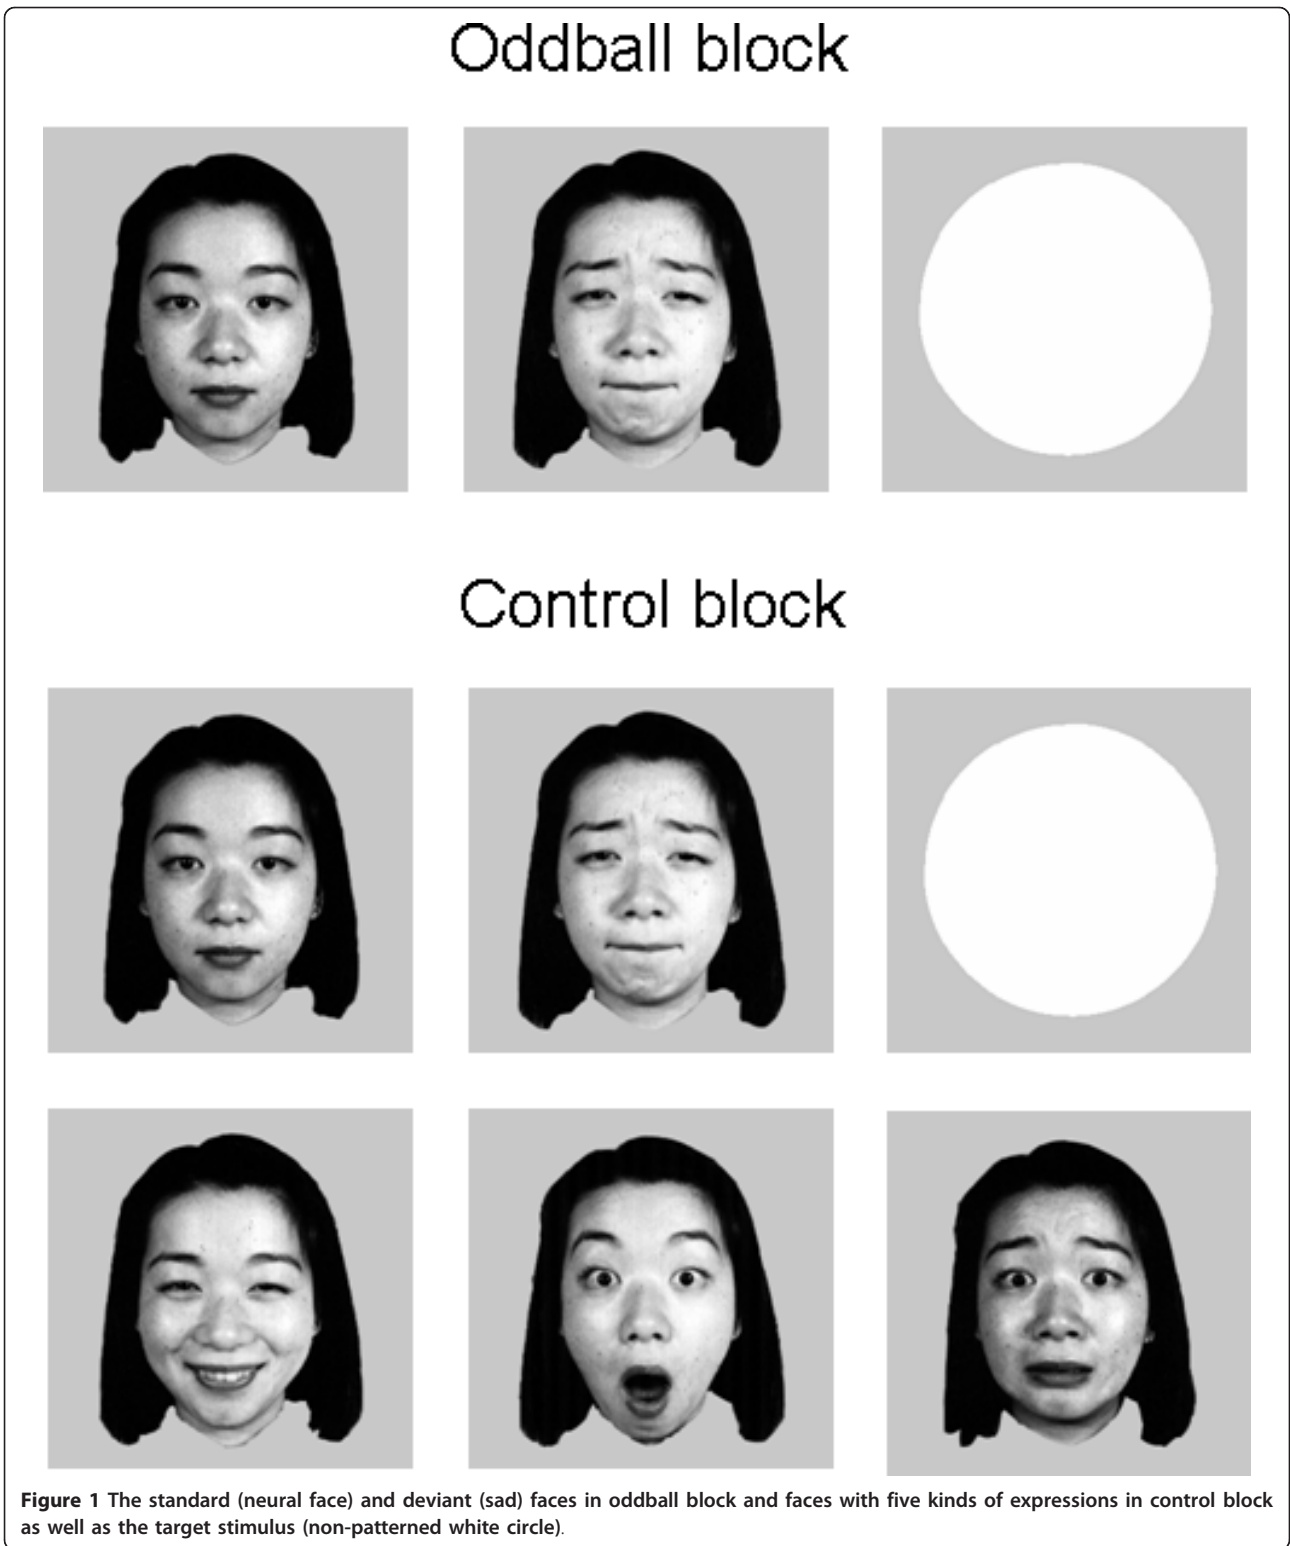 Oddball block
Control block
Figure 1 The standard (neural face) and deviant (sad) faces in oddball block and faces with five kinds of expressions in control block
as well as the target stimulus (non-patterned white circle).